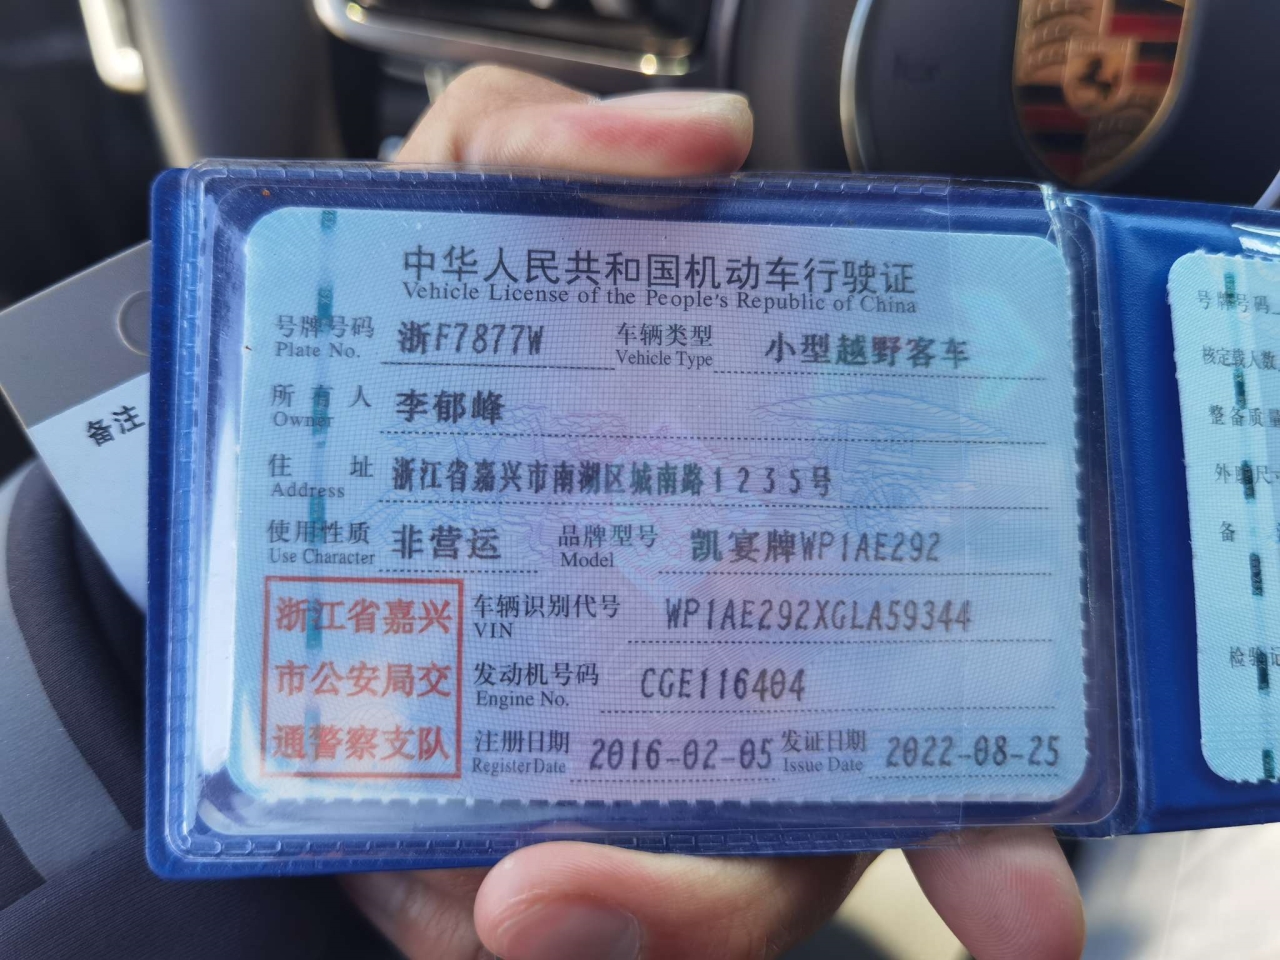 中华人民共和国机动车行驶证
Vehicle License of the People's Republic of China
号牌号码 浙F7877W 车辆类型 小型越野客车
Plate No. Vehicle Type
所有人 李郁峰
Owner
住址 浙江省嘉兴市南湖区城南路1235号
Address
使用性质 非营运 品牌型号 凯宴牌WP1AE292
Use Character Model
浙江省嘉兴
市公安局交
通警察支队
车辆识别代号 WP1AE292XGLA59344
VIN
发动机号码 CGE116404
Engine No.
注册日期 2016-02-05 发证日期 2022-08-25
Register Date Issue Date
备注
号牌号码
核定载人数
整备质量
外廓尺
备
检验记